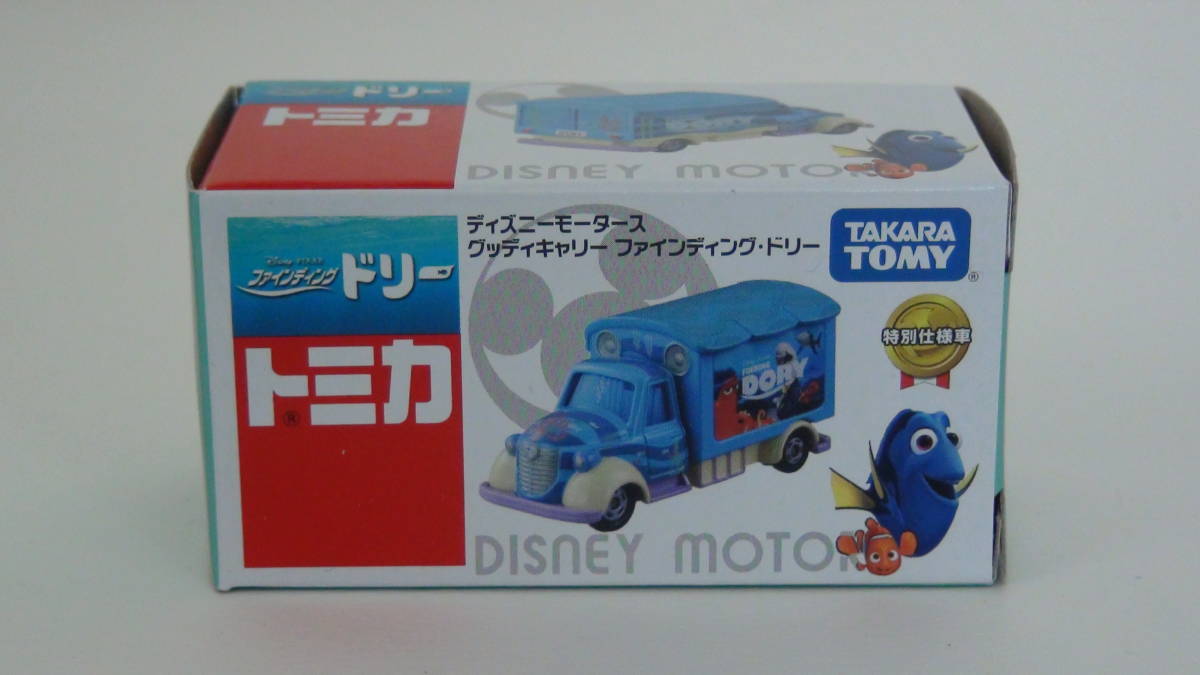 ドリー
トミカ
DISNEY MOTOR
Disney・PIXAR
ファインディング
ドリー
トミカ
®
ディズニーモータース
グッディキャリー ファインディング・ドリー
TAKARA
TOMY
®
特別仕様車
FINDING
DORY
DISNEY MOTOR